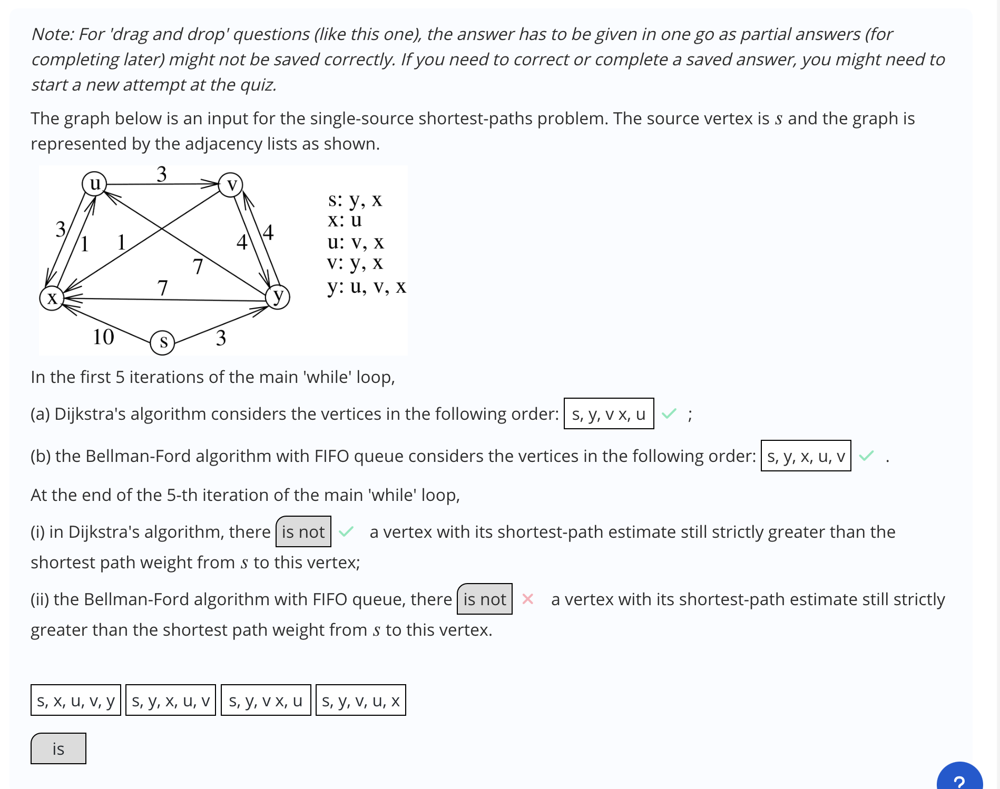 Note: For 'drag and drop' questions (like this one), the answer has to be given in one go as partial answers (for
completing later) might not be saved correctly. If you need to correct or complete a saved answer, you might need to
start a new attempt at the quiz.
The graph below is an input for the single-source shortest-paths problem. The source vertex is s and the graph is
represented by the adjacency lists as shown.
u 3 v
3 1 1 4 4
7
7
x y
10 s 3
s: y, x
x: u
u: v, x
v: y, x
y: u, v, x
In the first 5 iterations of the main 'while' loop,
(a) Dijkstra's algorithm considers the vertices in the following order: s, y, v x, u ;
(b) the Bellman-Ford algorithm with FIFO queue considers the vertices in the following order: s, y, x, u, v .
At the end of the 5-th iteration of the main 'while' loop,
(i) in Dijkstra's algorithm, there is not a vertex with its shortest-path estimate still strictly greater than the
shortest path weight from s to this vertex;
(ii) the Bellman-Ford algorithm with FIFO queue, there is not a vertex with its shortest-path estimate still strictly
greater than the shortest path weight from s to this vertex.
s, x, u, v, y s, y, x, u, v s, y, v x, u s, y, v, u, x
is
?